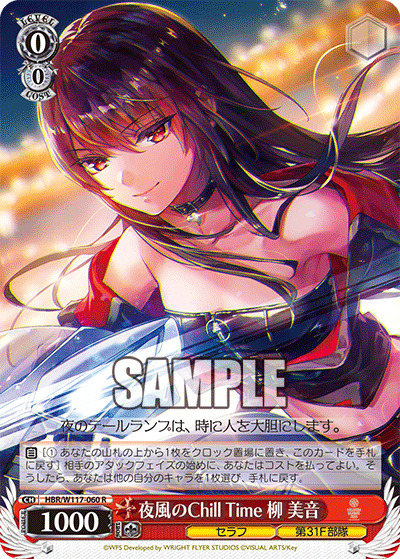 LEVEL
0
0
COST
SAMPLE
夜のテールランプは、時に人を大胆にします。
自[① あなたの山札の上から1枚をクロック置場に置き、このカードを手札に戻す] 相手のアタックフェイズの始めに、あなたはコストを払ってよい。そうしたら、あなたは他の自分のキャラを1枚選び、手札に戻す。
CH HBR/W117-060 R
1000
夜風のChill Time 柳 美音
セラフ 第31F部隊
©WFS Developed by WRIGHT FLYER STUDIOS ©VISUAL ARTS/Key